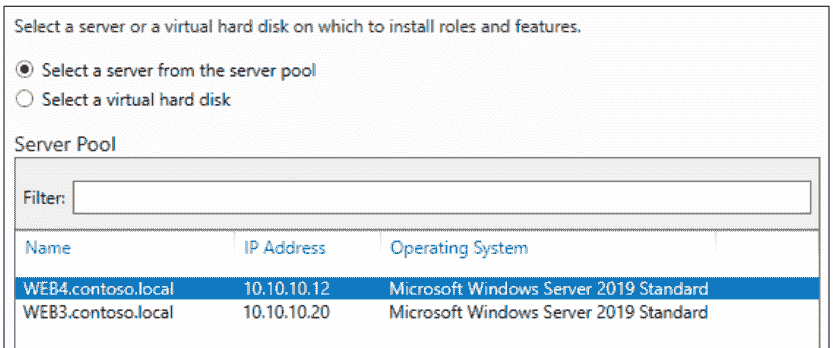 Select a server or a virtual hard disk on which to install roles and features.
Select a server from the server pool
Select a virtual hard disk
Server Pool
Filter:
Name IP Address Operating System
WEB4.contoso.local 10.10.10.12 Microsoft Windows Server 2019 Standard
WEB3.contoso.local 10.10.10.20 Microsoft Windows Server 2019 Standard